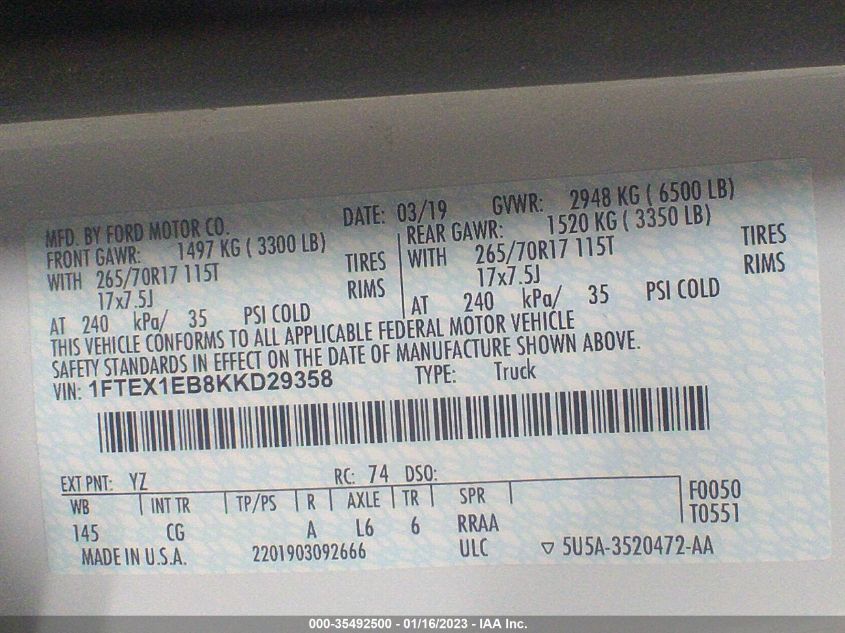 MFD. BY FORD MOTOR CO. DATE: 03/19 GVWR: 2948 KG ( 6500 LB)
FRONT GAWR: 1497 KG ( 3300 LB) REAR GAWR: 1520 KG ( 3350 LB)
WITH 265/70R17 115T TIRES WITH 265/70R17 115T TIRES
17x7.5J RIMS 17x7.5J RIMS
AT 240 kPa/ 35 PSI COLD AT 240 kPa/ 35 PSI COLD
THIS VEHICLE CONFORMS TO ALL APPLICABLE FEDERAL MOTOR VEHICLE
SAFETY STANDARDS IN EFFECT ON THE DATE OF MANUFACTURE SHOWN ABOVE.
VIN: 1FTEX1EB8KKD29358 TYPE: Truck
EXT PNT: YZ RC: 74 DSO:
WB INT TR TP/PS R AXLE TR SPR F0050
145 CG A L6 6 RRAA T0551
MADE IN U.S.A. 2201903092666 ULC ▽ 5U5A-3520472-AA
000-35492500 - 01/16/2023 - IAA Inc.